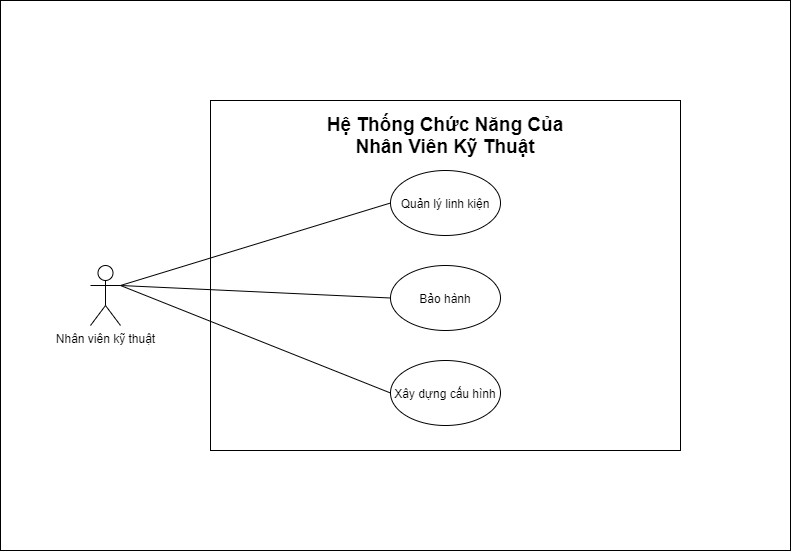 Hệ Thống Chức Năng Của
Nhân Viên Kỹ Thuật
Quản lý linh kiện
Bảo hành
Nhân viên kỹ thuật
Xây dựng cấu hình